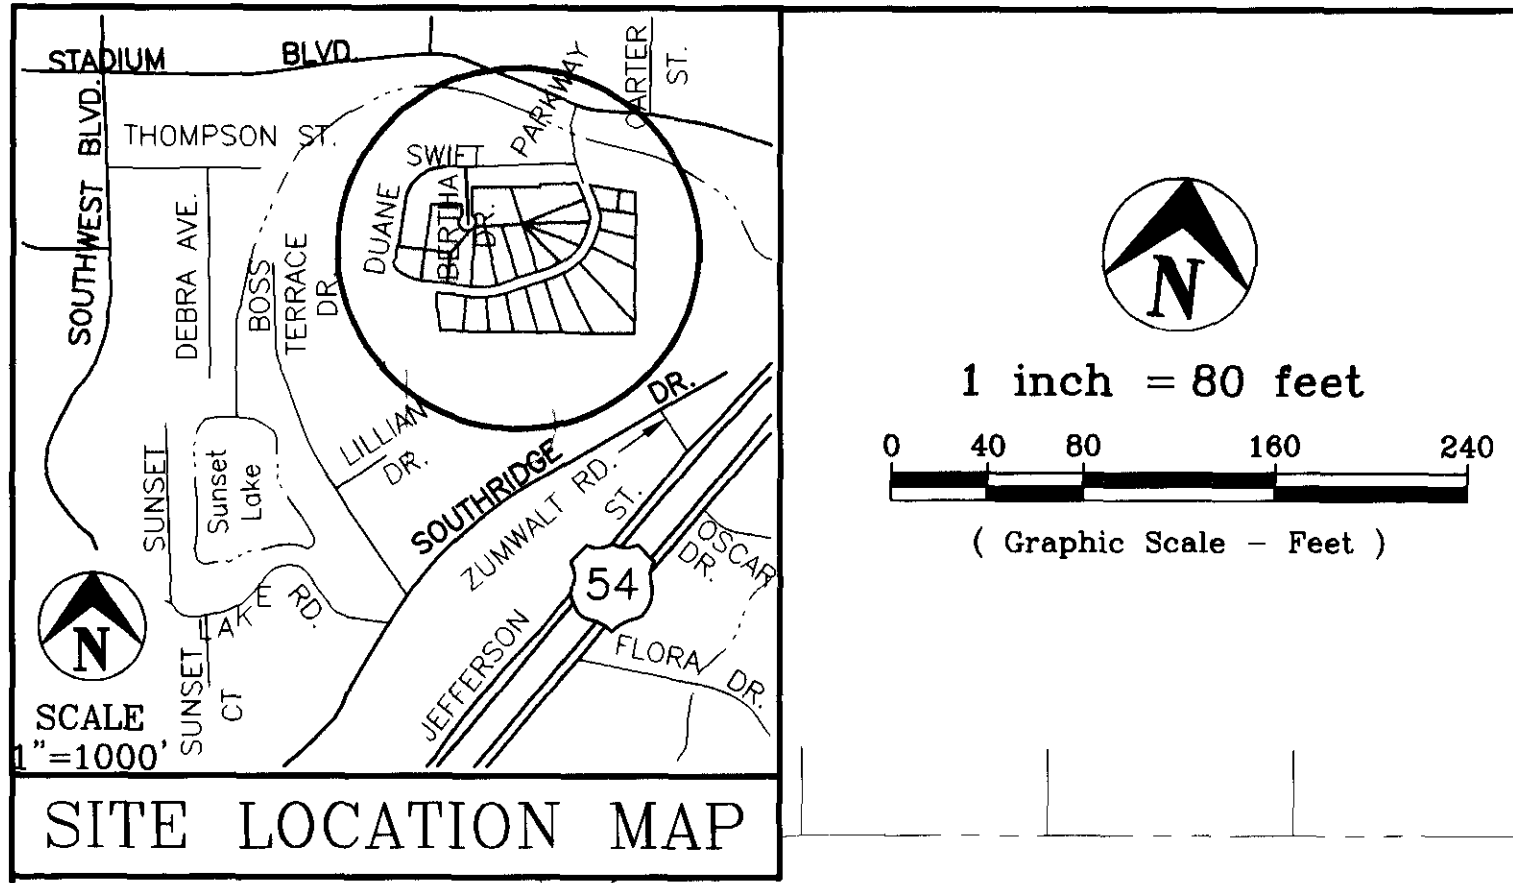 STADIUM BLVD.
CARTER ST.
PARKWAY
SOUTHWEST BLVD.
THOMPSON ST.
SWIFT
DUANE
BERTHA DR.
DEBRA AVE.
BOSS TERRACE DR.
LILLIAN DR.
SOUTHRIDGE DR.
SUNSET
Sunset
Lake
ZUMWALT RD.
JEFFERSON ST.
54
OSCAR DR.
LAKE RD.
FLORA DR.
SUNSET CT
N
SCALE
1"=1000'
SITE LOCATION MAP
N
1 inch = 80 feet
0 40 80 160 240
( Graphic Scale - Feet )